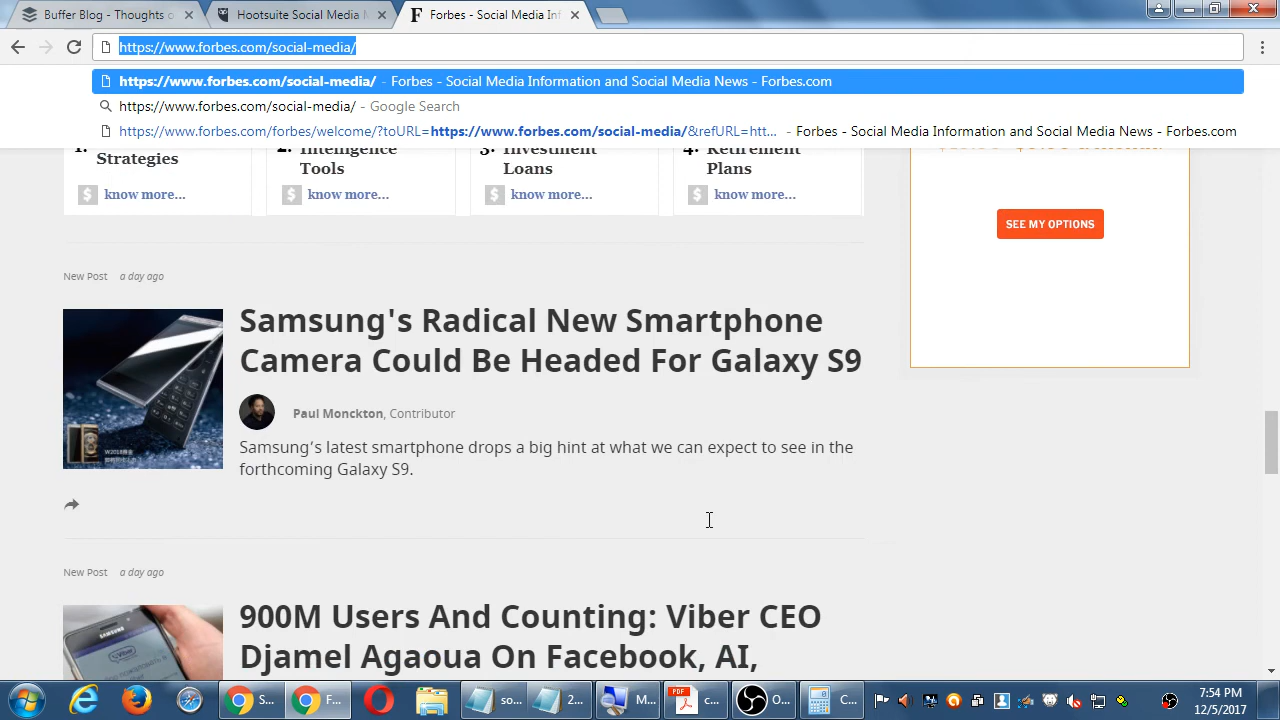 Buffer Blog - Thoughts o
Hootsuite Social Media M
Forbes - Social Media Inf
https://www.forbes.com/social-media/
https://www.forbes.com/social-media/ - Forbes - Social Media Information and Social Media News - Forbes.com
https://www.forbes.com/social-media/ - Google Search
https://www.forbes.com/forbes/welcome/?toURL=https://www.forbes.com/social-media/&refURL=htt... - Forbes - Social Media Information and Social Media News - Forbes.com
1. Strategies
2. Intelligence
Tools
3. Investment
Loans
4. Retirement
Plans
know more...
know more...
know more...
know more...
SEE MY OPTIONS
New Post a day ago
Samsung's Radical New Smartphone
Camera Could Be Headed For Galaxy S9
Paul Monckton, Contributor
Samsung's latest smartphone drops a big hint at what we can expect to see in the
forthcoming Galaxy S9.
New Post a day ago
900M Users And Counting: Viber CEO
Djamel Agaoua On Facebook, AI,
S...
F...
so...
2...
M...
PDF
c...
O...
C...
7:54 PM
12/5/2017